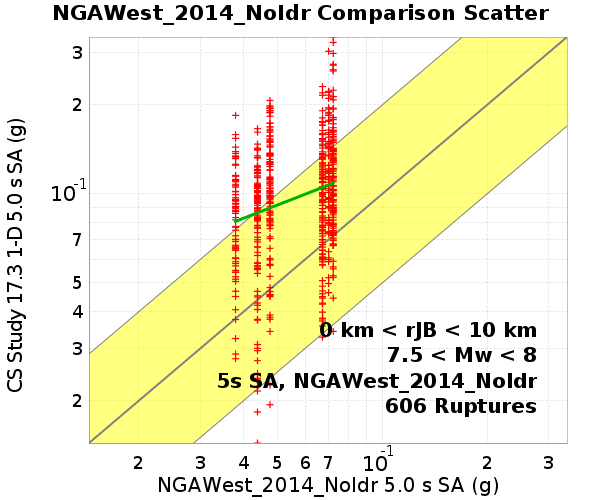 NGAWest_2014_NoIdr Comparison Scatter
CS Study 17.3 1-D 5.0 s SA (g)
3
2
10-1
7
5
4
3
2
0 km < rJB < 10 km
7.5 < Mw < 8
5s SA, NGAWest_2014_NoIdr
606 Ruptures
2 3 4 5 6 7 10-1 2 3
NGAWest_2014_NoIdr 5.0 s SA (g)